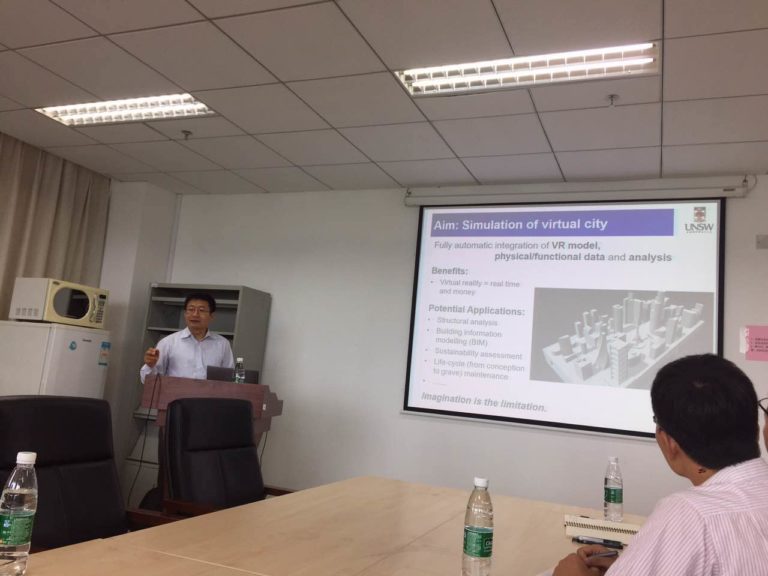 Aim: Simulation of virtual city
UNSW
Fully automatic integration of VR model,
physical/functional data and analysis
Benefits:
• Virtual reality = real time
and money
Potential Applications:
• Structural analysis
• Building information
modelling (BIM)
• Sustainability assessment
• Life-cycle (from conception
to grave) maintenance
• ......
Imagination is the limitation.